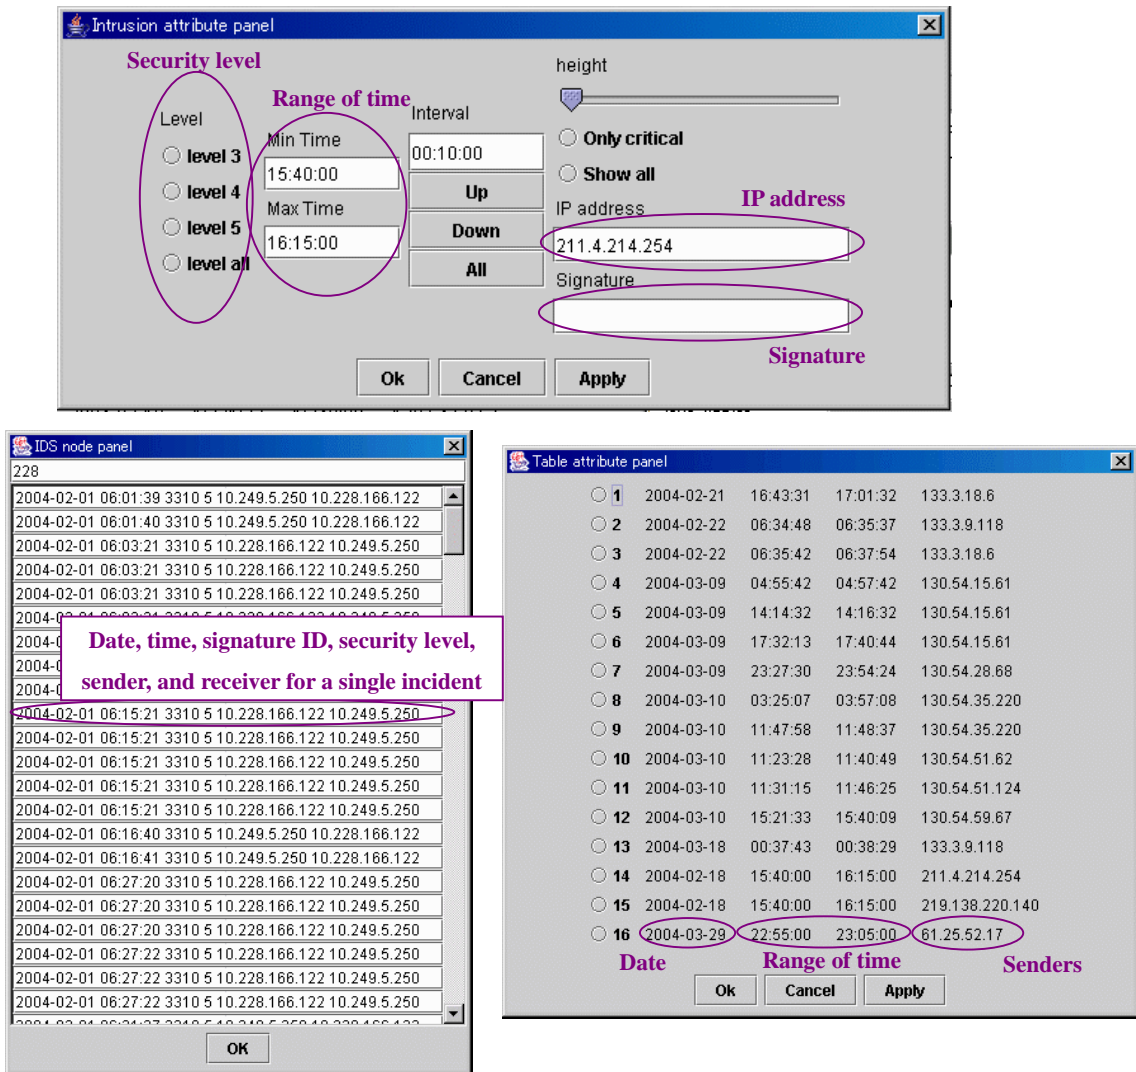 Intrusion attribute panel
Security level
height
Range of time
Level
Interval
Min Time
Only critical
level 3
00:10:00
15:40:00
Show all
level 4
Up
IP address
Max Time
IP address
level 5
Down
16:15:00
211.4.214.254
level all
All
Signature
Signature
Ok
Cancel
Apply
IDS node panel
228
2004-02-01 06:01:39 3310 5 10.249.5.250 10.228.166.122
2004-02-01 06:01:40 3310 5 10.249.5.250 10.228.166.122
2004-02-01 06:03:21 3310 5 10.228.166.122 10.249.5.250
2004-02-01 06:03:21 3310 5 10.228.166.122 10.249.5.250
2004-02-01 06:03:21 3310 5 10.228.166.122 10.249.5.250
Date, time, signature ID, security level,
sender, and receiver for a single incident
2004-02-01 06:15:21 3310 5 10.228.166.122 10.249.5.250
2004-02-01 06:15:21 3310 5 10.228.166.122 10.249.5.250
2004-02-01 06:15:21 3310 5 10.228.166.122 10.249.5.250
2004-02-01 06:15:21 3310 5 10.228.166.122 10.249.5.250
2004-02-01 06:15:21 3310 5 10.228.166.122 10.249.5.250
2004-02-01 06:16:40 3310 5 10.249.5.250 10.228.166.122
2004-02-01 06:16:41 3310 5 10.249.5.250 10.228.166.122
2004-02-01 06:27:20 3310 5 10.228.166.122 10.249.5.250
2004-02-01 06:27:20 3310 5 10.228.166.122 10.249.5.250
2004-02-01 06:27:20 3310 5 10.228.166.122 10.249.5.250
2004-02-01 06:27:22 3310 5 10.228.166.122 10.249.5.250
2004-02-01 06:27:22 3310 5 10.228.166.122 10.249.5.250
2004-02-01 06:27:22 3310 5 10.228.166.122 10.249.5.250
OK
Table attribute panel
1 2004-02-21 16:43:31 17:01:32 133.3.18.6
2 2004-02-22 06:34:48 06:35:37 133.3.9.118
3 2004-02-22 06:35:42 06:37:54 133.3.18.6
4 2004-03-09 04:55:42 04:57:42 130.54.15.61
5 2004-03-09 14:14:32 14:16:32 130.54.15.61
6 2004-03-09 17:32:13 17:40:44 130.54.15.61
7 2004-03-09 23:27:30 23:54:24 130.54.28.68
8 2004-03-10 03:25:07 03:57:08 130.54.35.220
9 2004-03-10 11:47:58 11:48:37 130.54.35.220
10 2004-03-10 11:23:28 11:40:49 130.54.51.62
11 2004-03-10 11:31:15 11:46:25 130.54.51.124
12 2004-03-10 15:21:33 15:40:09 130.54.59.67
13 2004-03-18 00:37:43 00:38:29 133.3.9.118
14 2004-02-18 15:40:00 16:15:00 211.4.214.254
15 2004-02-18 15:40:00 16:15:00 219.138.220.140
16 2004-03-29 22:55:00 23:05:00 61.25.52.17
Date
Range of time
Senders
Ok
Cancel
Apply